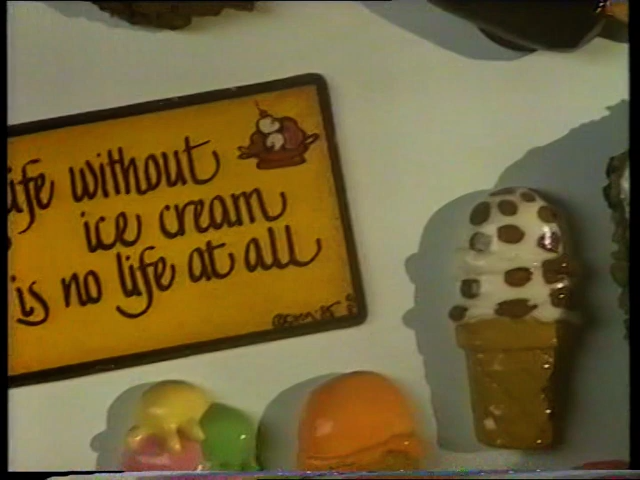 ife without
ice cream
is no life at all